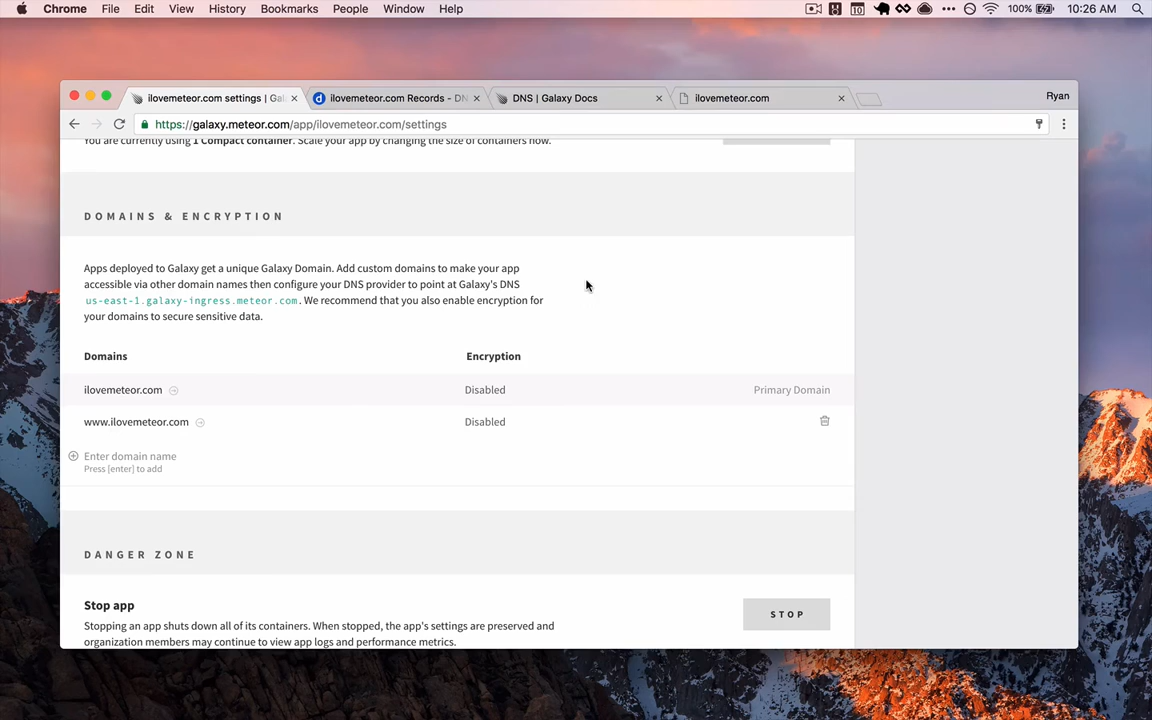 Chrome File Edit View History Bookmarks People Window Help 10 100% 10:26 AM
ilovemeteor.com settings | Gal ilovemeteor.com Records - DN DNS | Galaxy Docs ilovemeteor.com Ryan
https://galaxy.meteor.com/app/ilovemeteor.com/settings
You are currently using 1 Compact container. Scale your app by changing the size of containers now.
DOMAINS & ENCRYPTION
Apps deployed to Galaxy get a unique Galaxy Domain. Add custom domains to make your app
accessible via other domain names then configure your DNS provider to point at Galaxy's DNS
us-east-1.galaxy-ingress.meteor.com. We recommend that you also enable encryption for
your domains to secure sensitive data.
Domains Encryption
ilovemeteor.com Disabled Primary Domain
www.ilovemeteor.com Disabled
Enter domain name
Press [enter] to add
DANGER ZONE
Stop app
STOP
Stopping an app shuts down all of its containers. When stopped, the app's settings are preserved and
organization members may continue to view app logs and performance metrics.